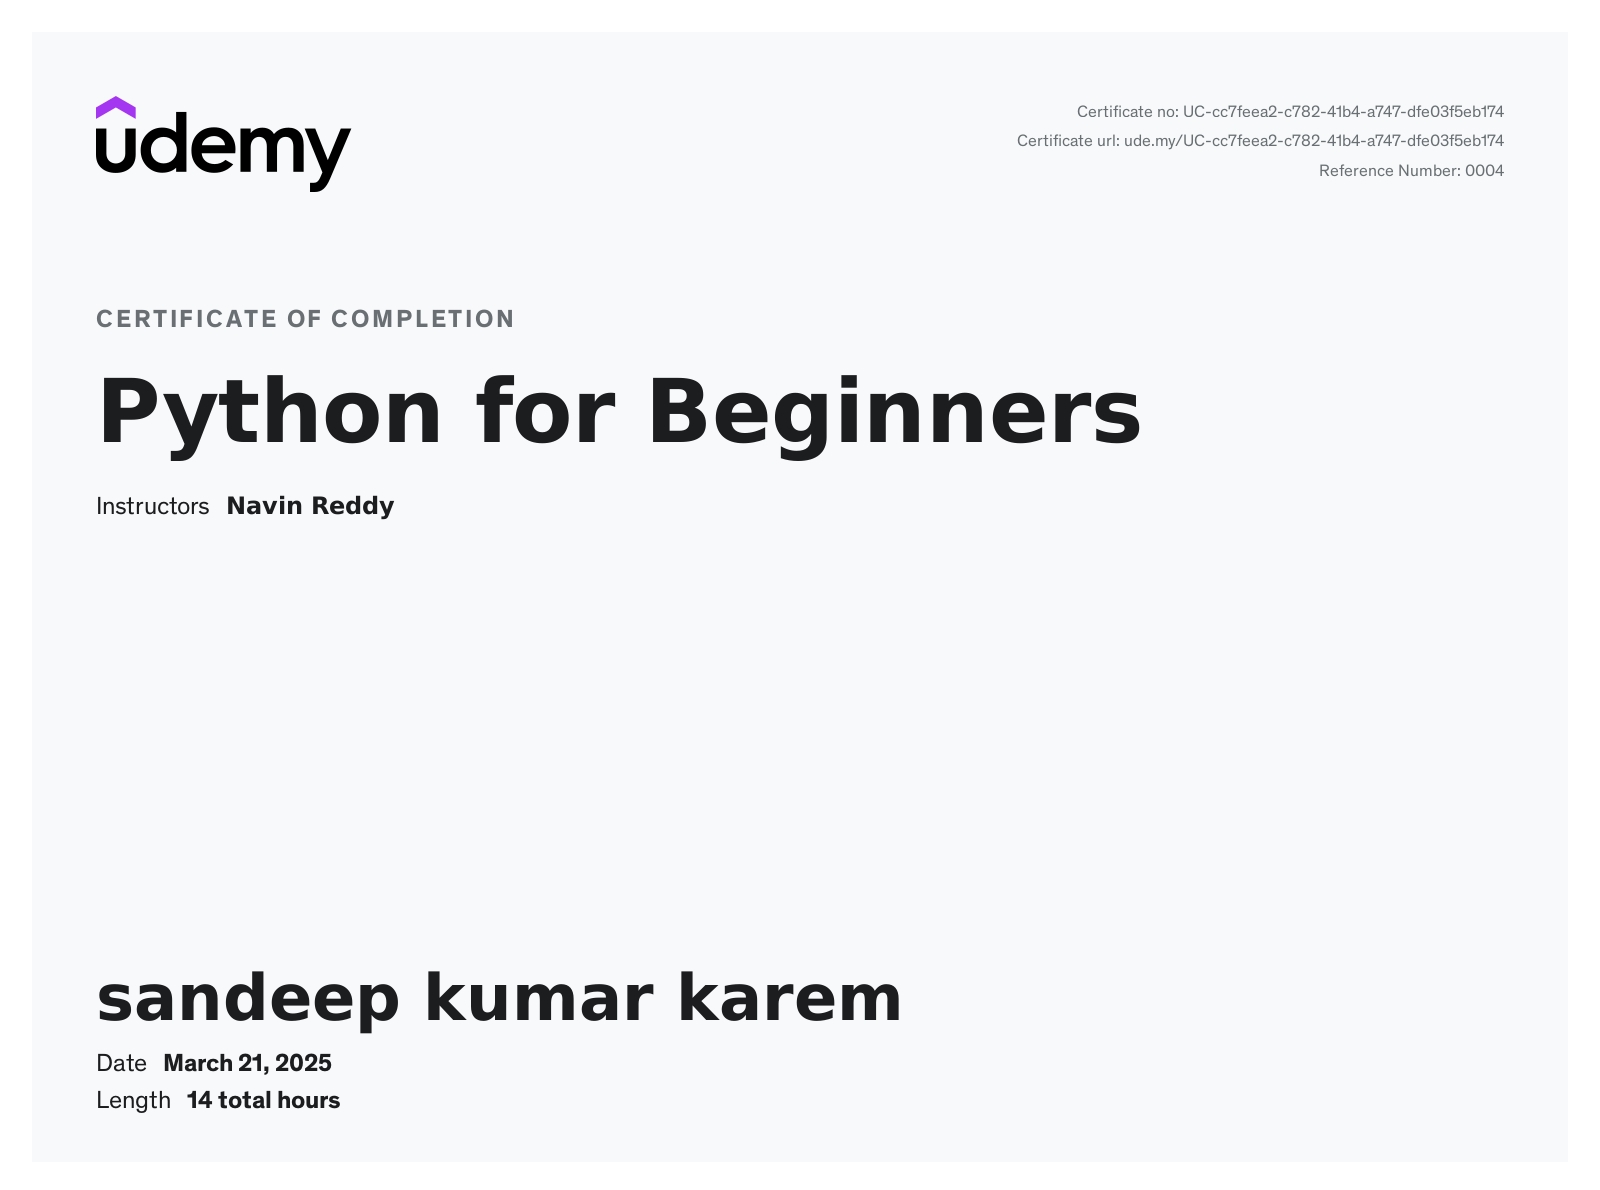 udemy
Certificate no: UC-cc7feea2-c782-41b4-a747-dfe03f5eb174
Certificate url: ude.my/UC-cc7feea2-c782-41b4-a747-dfe03f5eb174
Reference Number: 0004
CERTIFICATE OF COMPLETION
Python for Beginners
Instructors Navin Reddy
sandeep kumar karem
Date March 21, 2025
Length 14 total hours